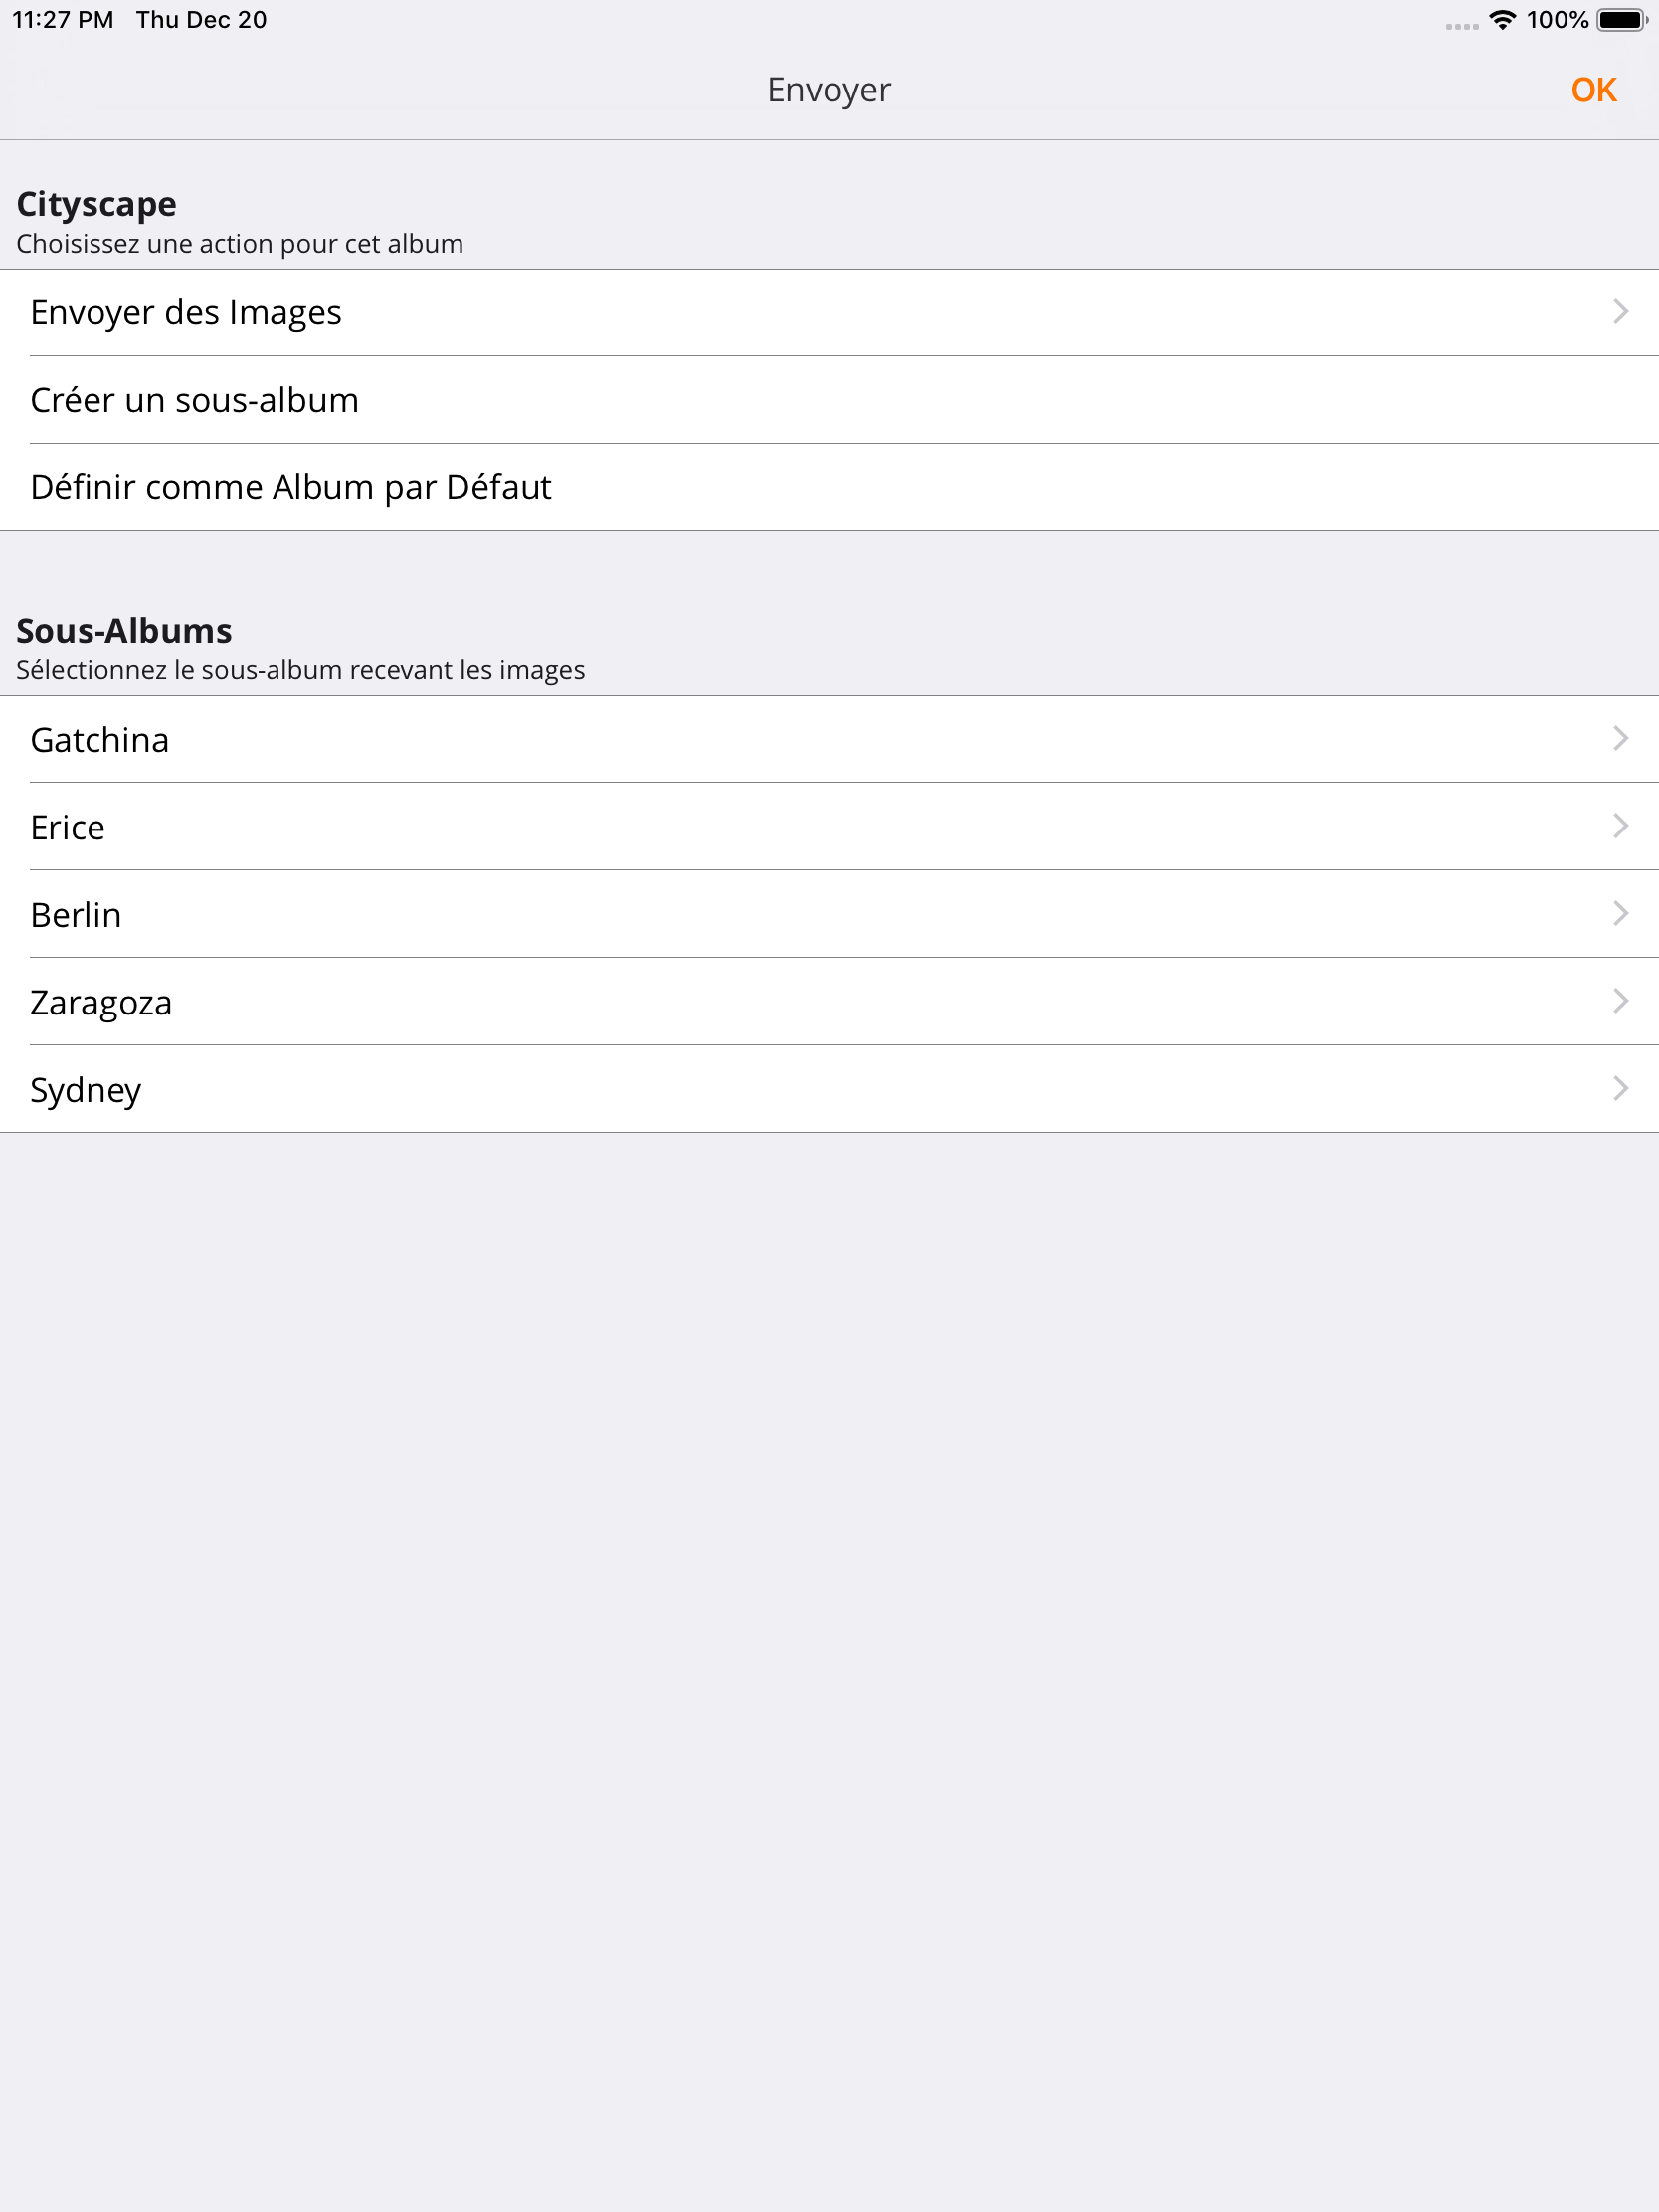 11:27 PM Thu Dec 20 100%
Envoyer OK
Cityscape
Choisissez une action pour cet album
Envoyer des Images
Créer un sous-album
Définir comme Album par Défaut
Sous-Albums
Sélectionnez le sous-album recevant les images
Gatchina
Erice
Berlin
Zaragoza
Sydney